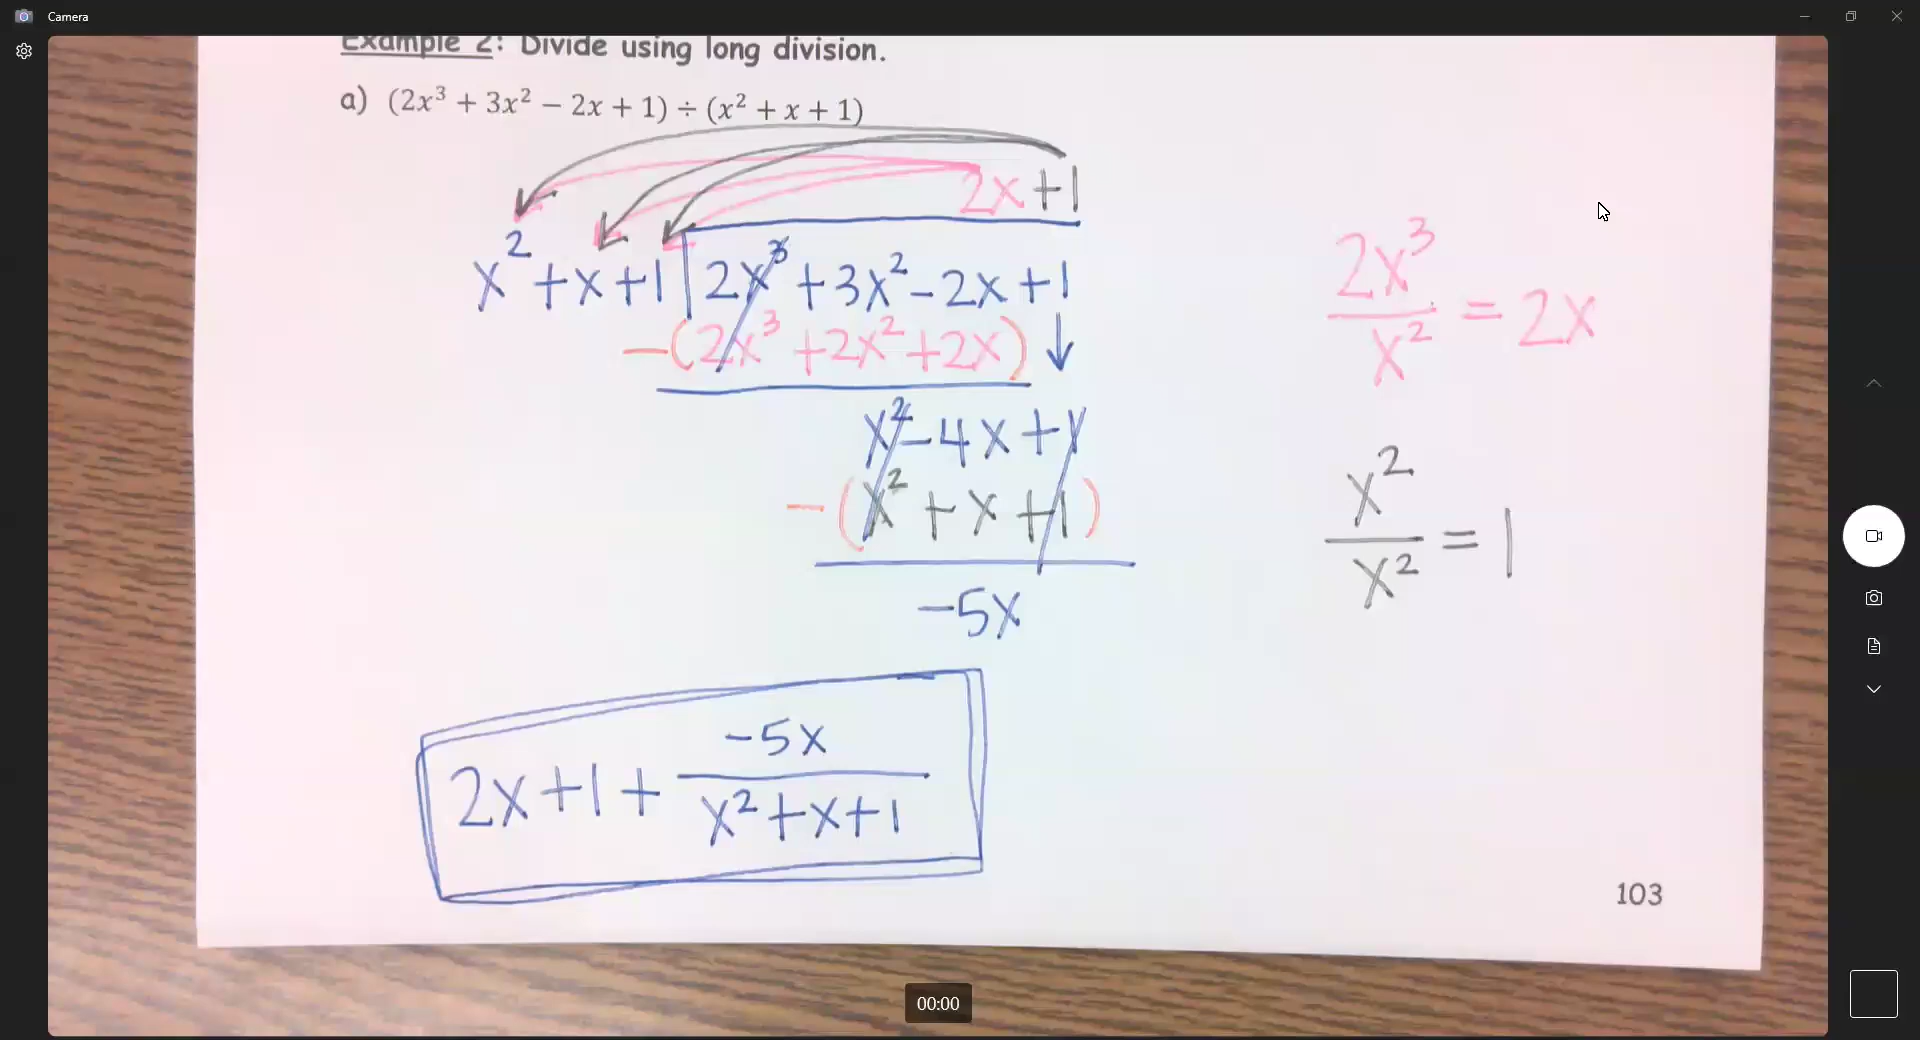 Camera
Example 2: Divide using long division.
a) (2x³ + 3x² − 2x + 1) ÷ (x² + x + 1)
2x +1
x² + x + 1 | 2x³ + 3x² - 2x + 1
-(2x³ + 2x² + 2x) ↓
x² - 4x + 1
-(x² + x + 1)
-5x
2x³/x² = 2x
x²/x² = 1
2x + 1 + -5x/x² + x + 1
103
00:00